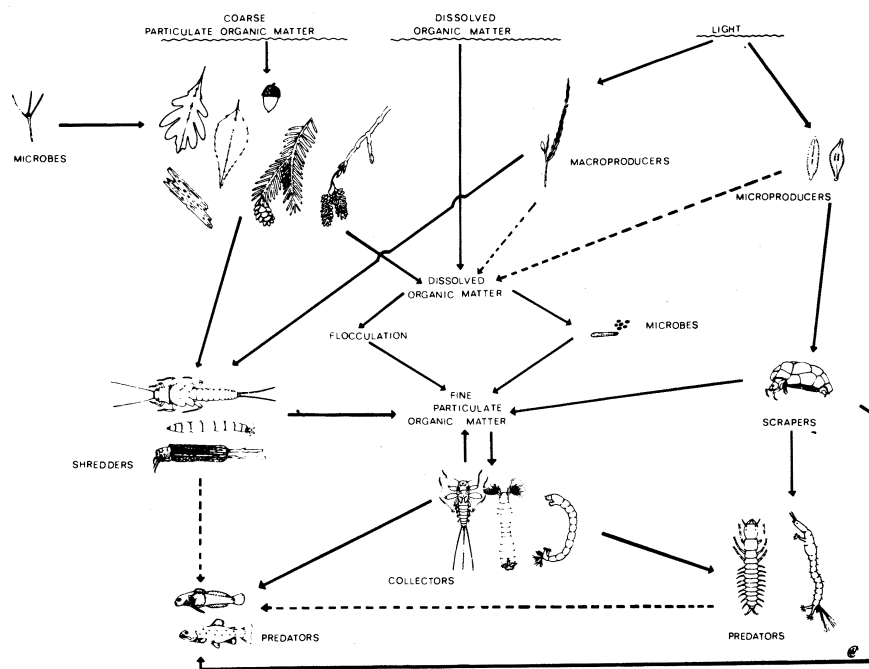 COARSE
PARTICULATE ORGANIC MATTER
DISSOLVED
ORGANIC MATTER
LIGHT
MICROBES
MACROPRODUCERS
MICROPRODUCERS
DISSOLVED
ORGANIC MATTER
FLOCCULATION
MICROBES
FINE
PARTICULATE
ORGANIC MATTER
SCRAPERS
SHREDDERS
COLLECTORS
PREDATORS
PREDATORS